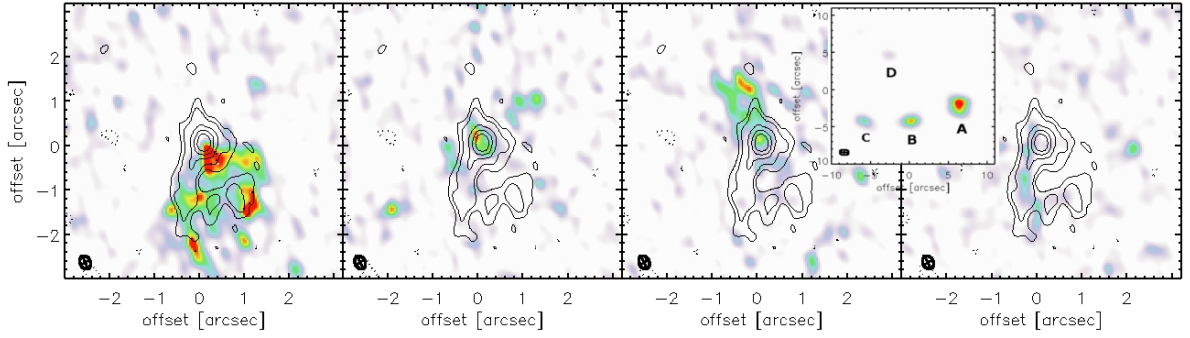 offset [arcsec]
2
1
0
−1
−2
−2 −1 0 1 2
offset [arcsec]
−2 −1 0 1 2
offset [arcsec]
−2 −1 0 1 2
offset [arcsec]
offset [arcsec]
10
5
0
−5
−10
D
A
C
B
−10 −5 0 5 10
offset [arcsec]
−2 −1 0 1 2
offset [arcsec]